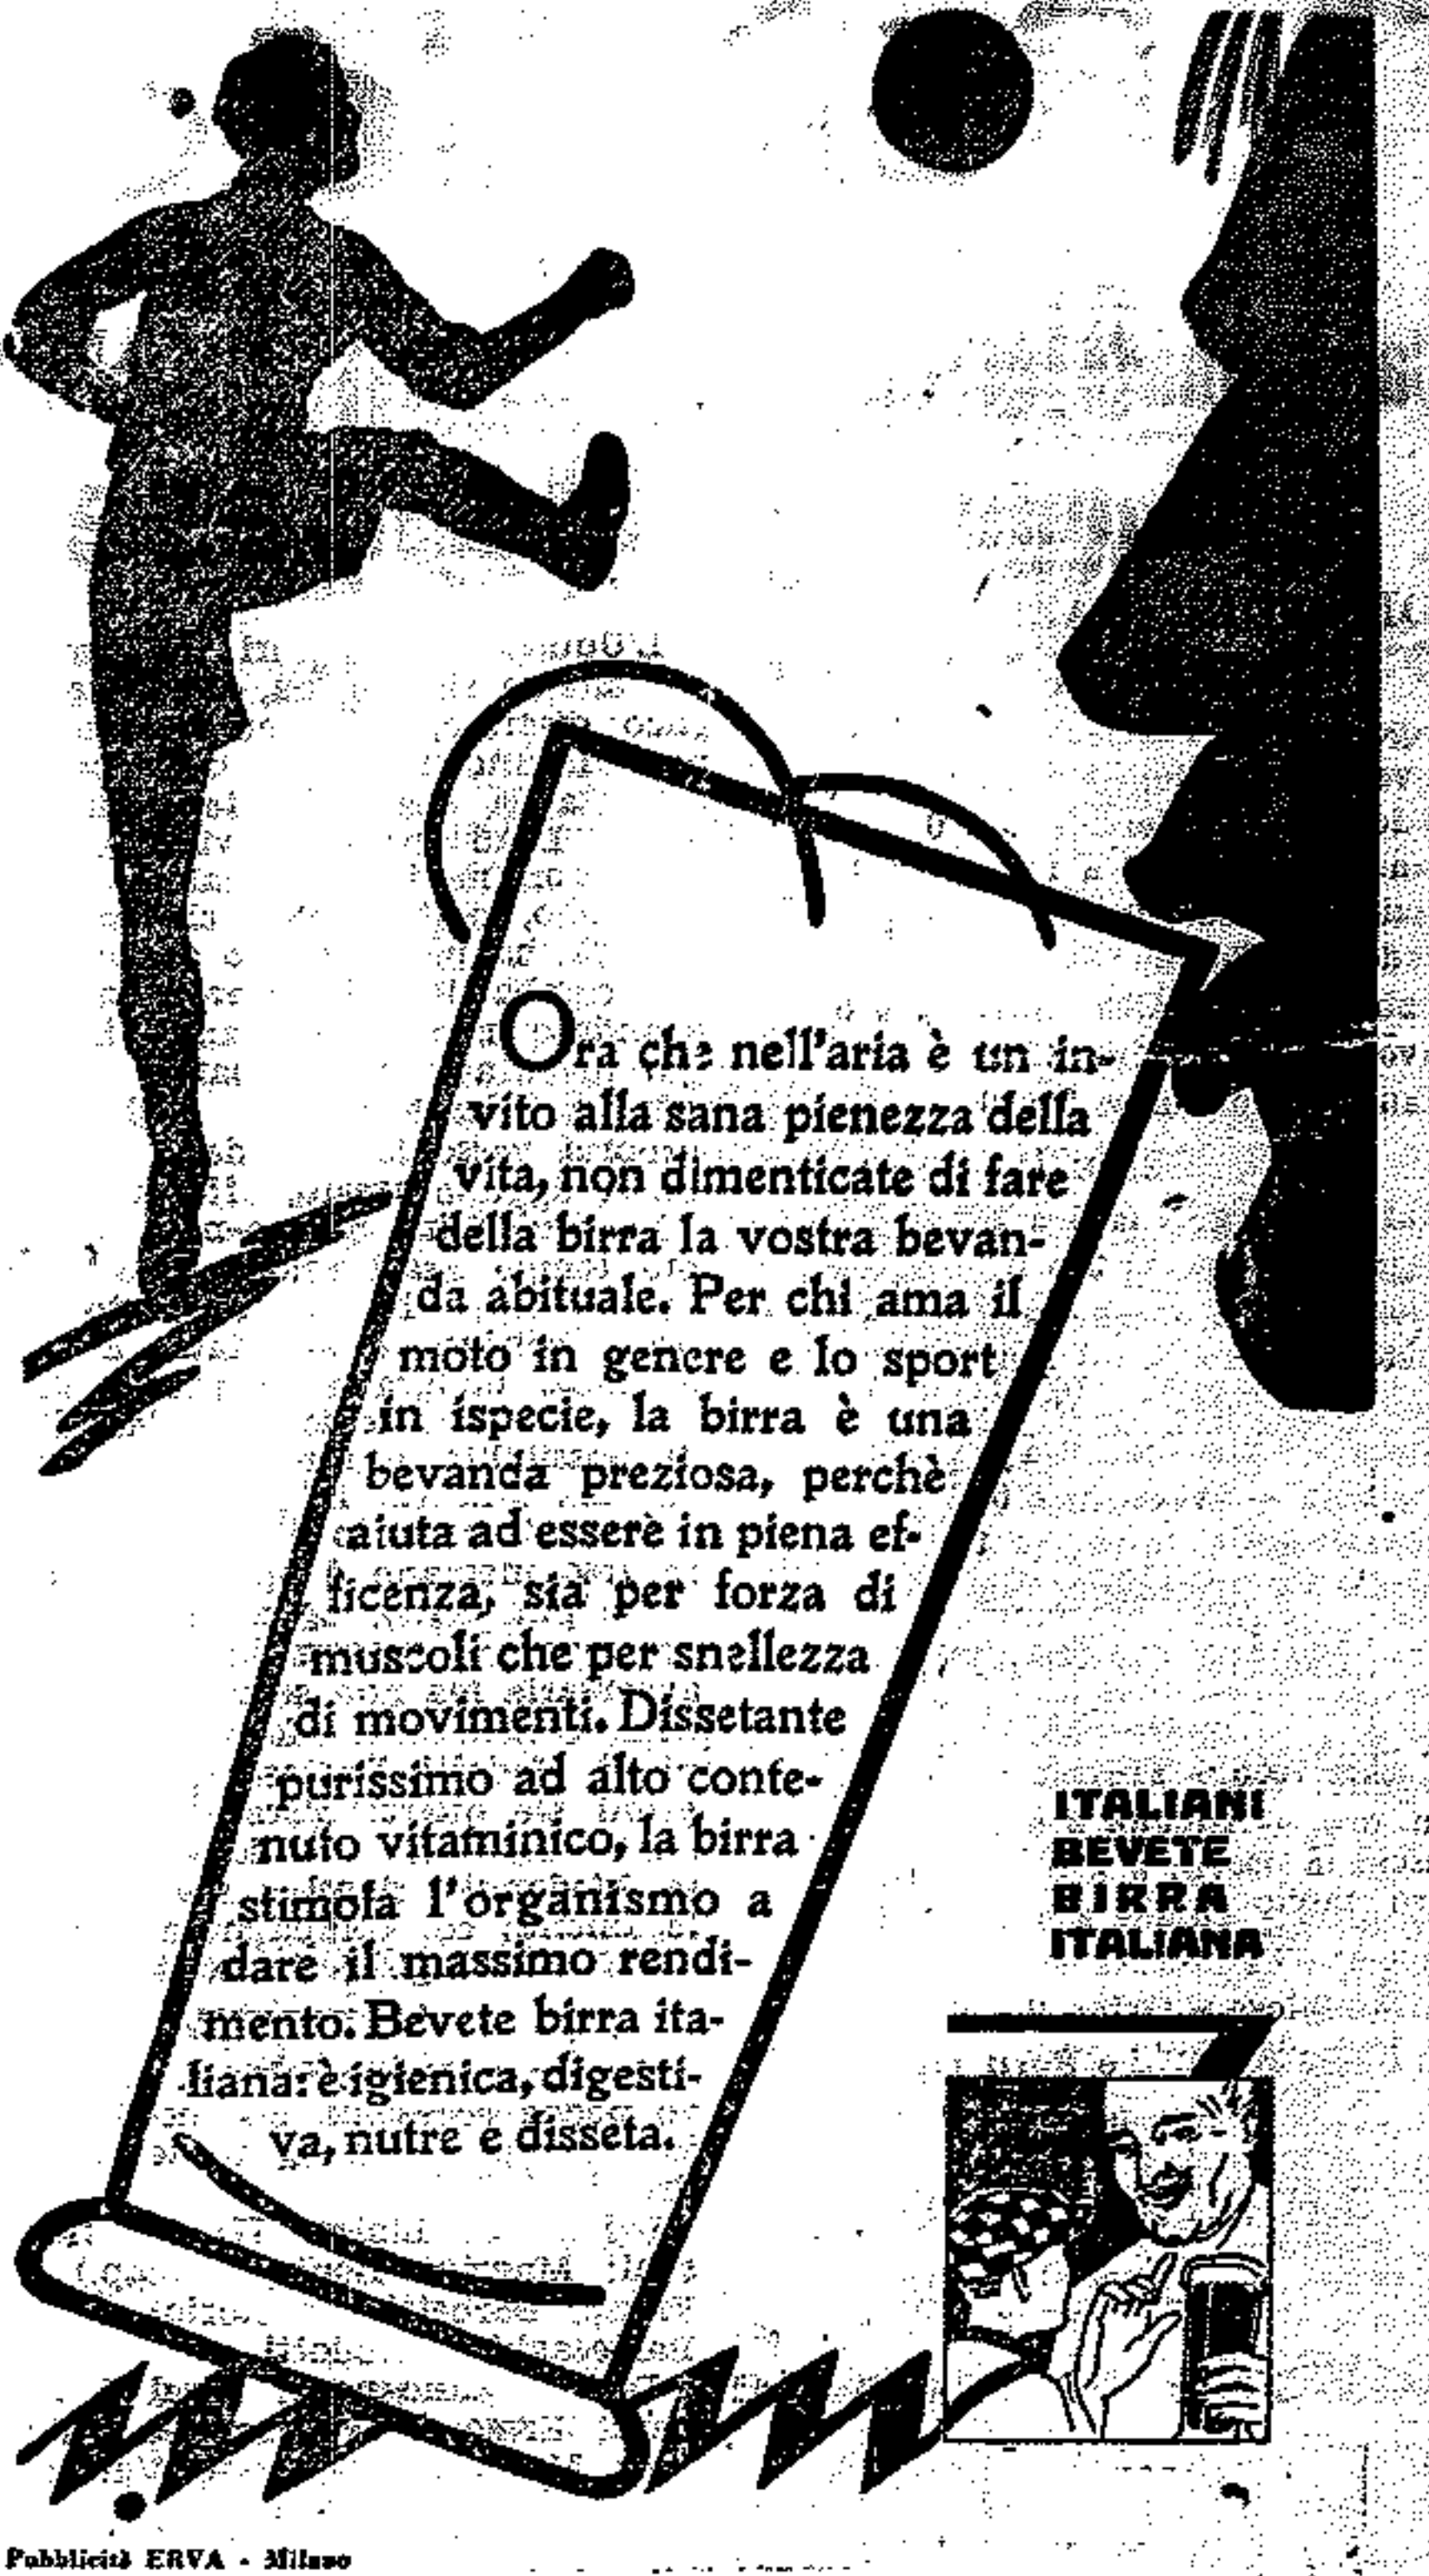 Ora che nell'aria è un in-
vito alla sana pienezza della
vita, non dimenticate di fare
della birra la vostra bevan-
da abituale. Per chi ama il
moto in genere e lo sport
in ispecie, la birra è una
bevanda preziosa, perchè
aiuta ad essere in piena ef-
ficenza, sia per forza di
muscoli che per snellezza
di movimenti. Dissetante
purissimo ad alto conte-
nuto vitaminico, la birra
stimola l'organismo a
dare il massimo rendi-
mento. Bevete birra ita-
liana: è igienica, digesti-
va, nutre e disseta.
ITALIANI
BEVETE
BIRRA
ITALIANA
Pubblicità ERVA - Milano